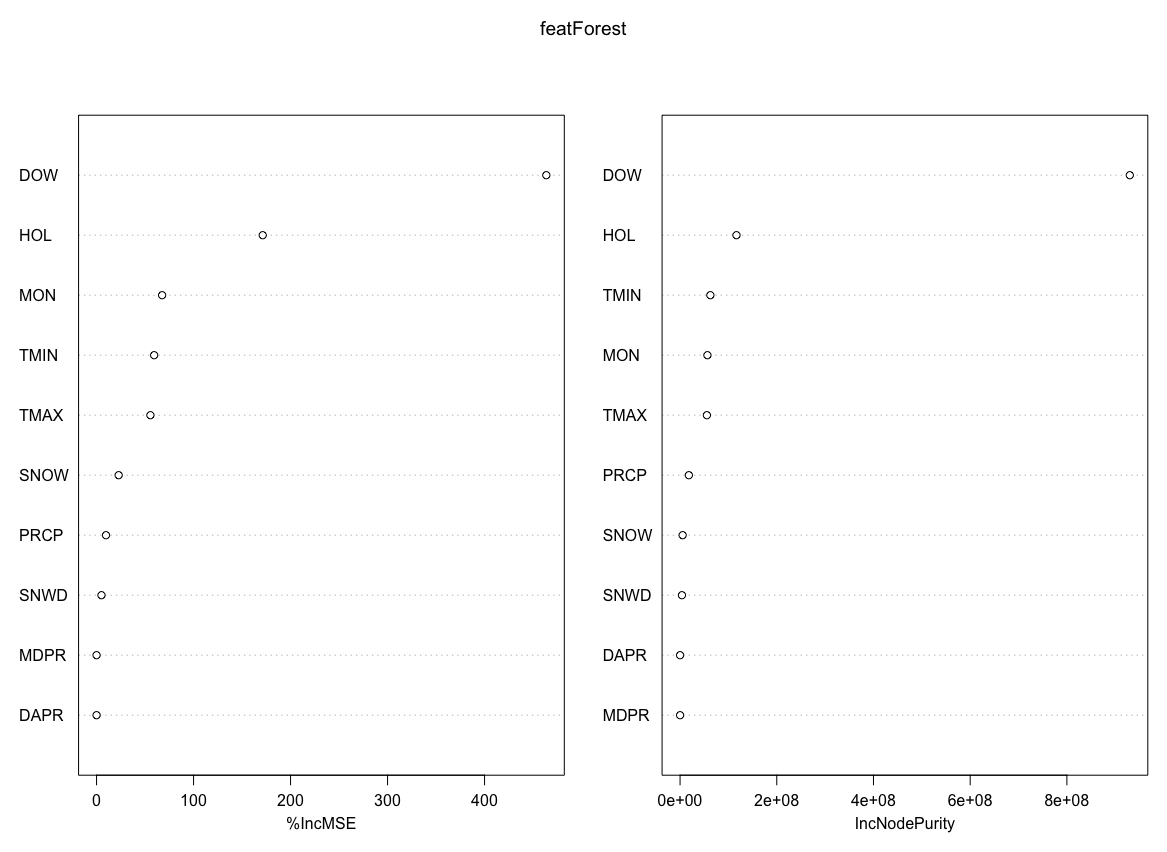 featForest
DOW
HOL
MON
TMIN
TMAX
SNOW
PRCP
SNWD
MDPR
DAPR
0 100 200 300 400
%IncMSE
DOW
HOL
TMIN
MON
TMAX
PRCP
SNOW
SNWD
DAPR
MDPR
0e+00 2e+08 4e+08 6e+08 8e+08
IncNodePurity